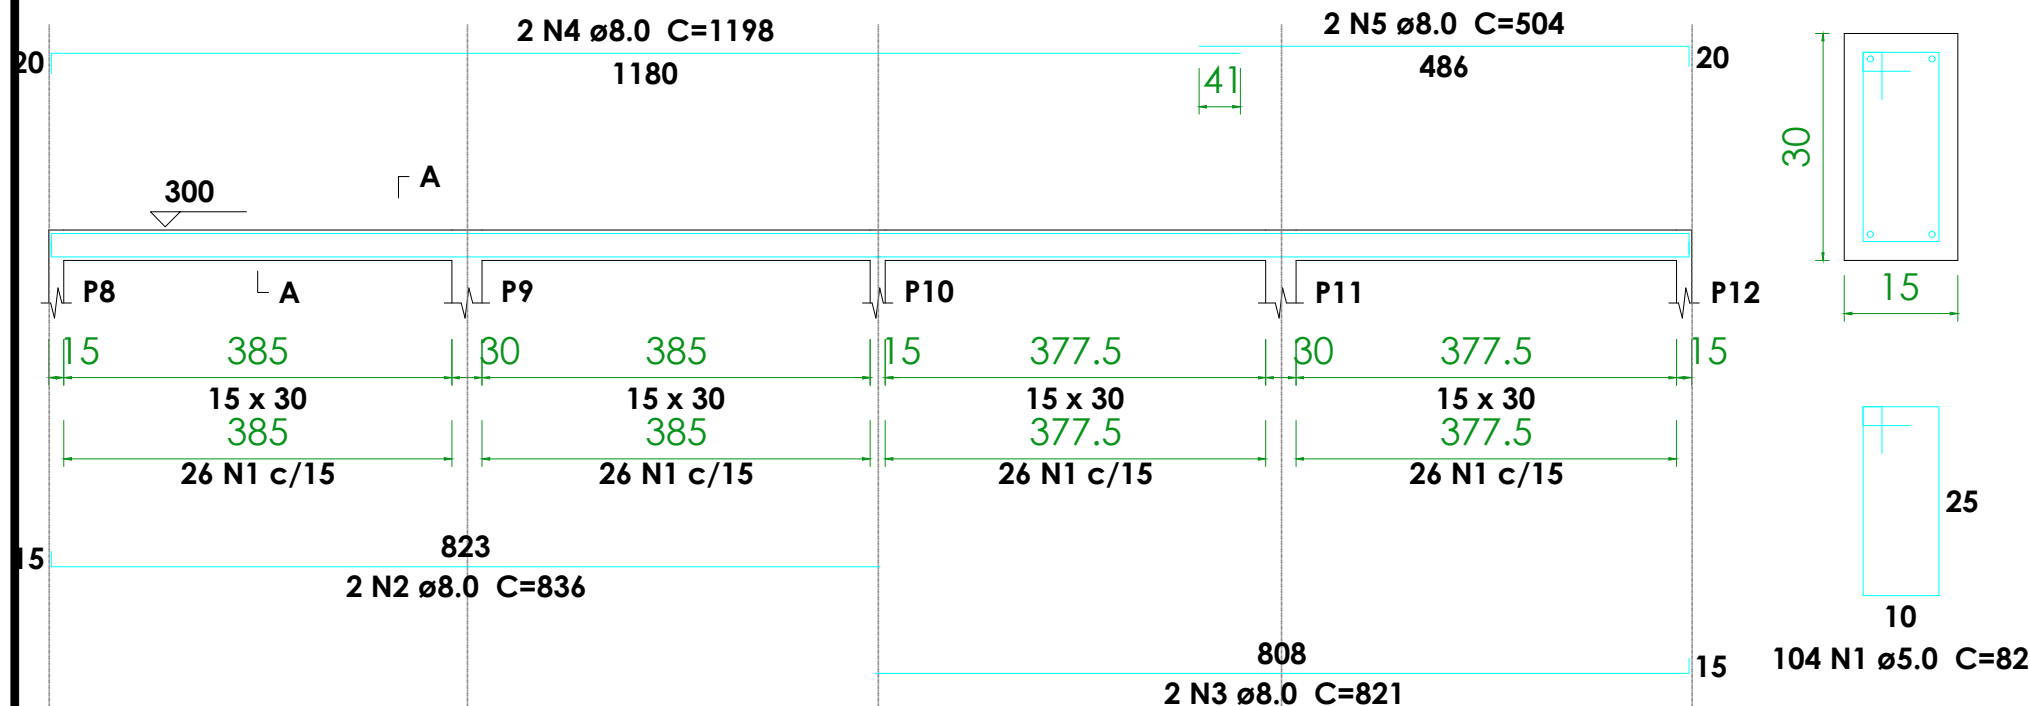 2 N4 ø8.0 C=1198
2 N5 ø8.0 C=504
20
1180
486
20
41
A
300
30
P8
A
P9
P10
P11
P12
15
15
385
30
385
15
377.5
30
377.5
15
15 x 30
15 x 30
15 x 30
15 x 30
385
385
377.5
377.5
26 N1 c/15
26 N1 c/15
26 N1 c/15
26 N1 c/15
25
823
15
2 N2 ø8.0 C=836
10
808
15
104 N1 ø5.0 C=82
2 N3 ø8.0 C=821